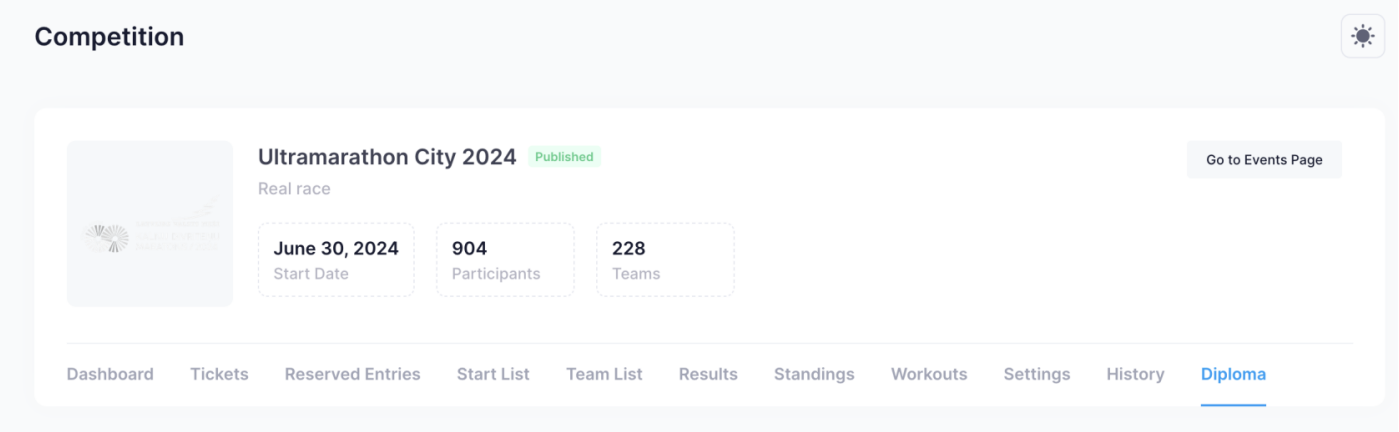 Competition
Ultramarathon City 2024 Published
Go to Events Page
Real race
June 30, 2024 904 228
Start Date Participants Teams
Dashboard Tickets Reserved Entries Start List Team List Results Standings Workouts Settings History Diploma